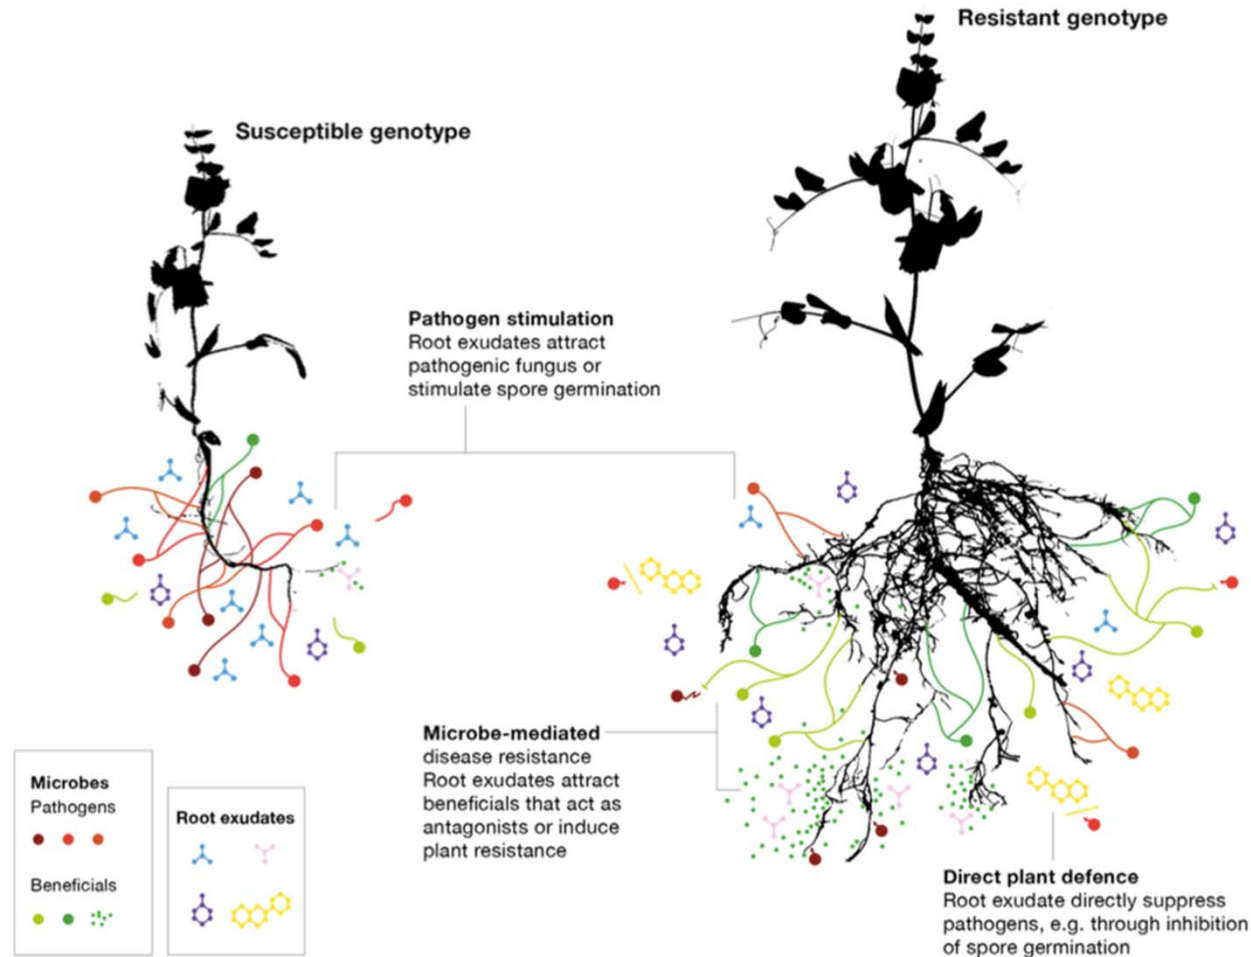 Resistant genotype
Susceptible genotype
Pathogen stimulation
Root exudates attract
pathogenic fungus or
stimulate spore germination
Microbe-mediated
disease resistance
Root exudates attract
beneficials that act as
antagonists or induce
plant resistance
Microbes
Pathogens
Beneficials
Root exudates
Direct plant defence
Root exudate directly suppress
pathogens, e.g. through inhibition
of spore germination